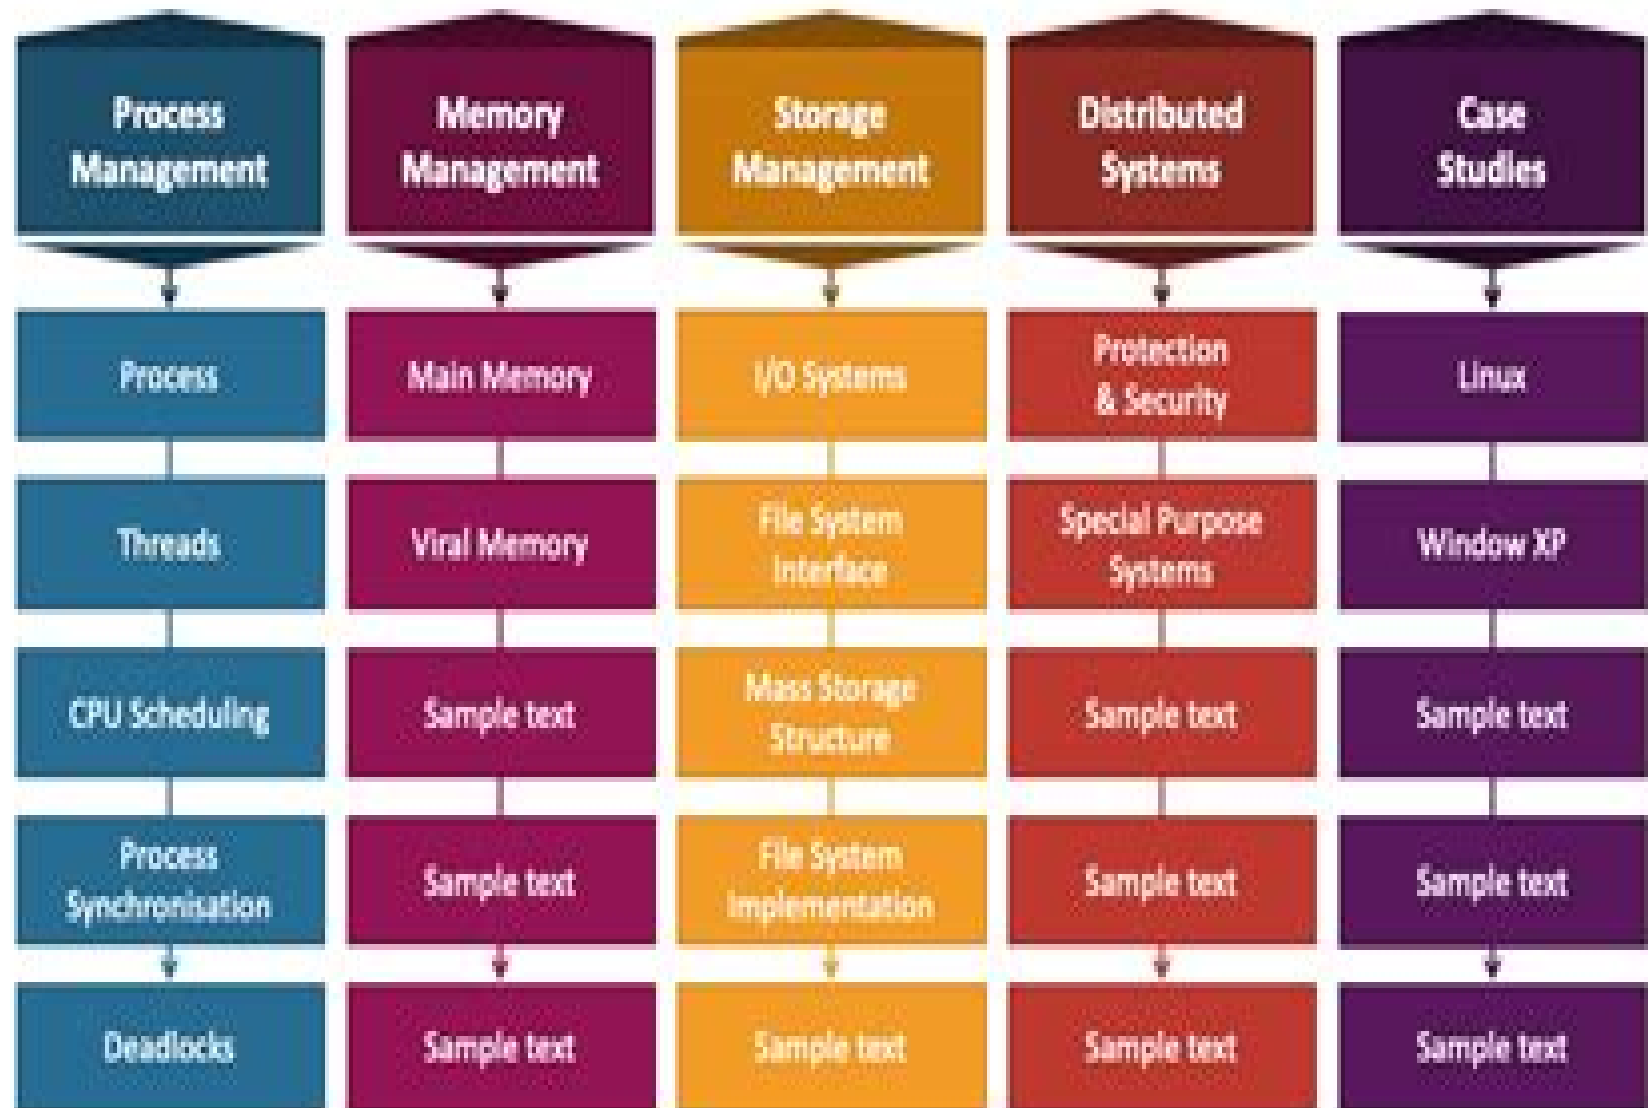 Process
Management
Memory
Management
Storage
Management
Distributed
Systems
Case
Studies
Process
Main Memory
I/O Systems
Protection
& Security
Linux
Threads
Viral Memory
File System
Interface
Special Purpose
Systems
Window XP
CPU Scheduling
Sample text
Mass Storage
Structure
Sample text
Sample text
Process
Synchronisation
Sample text
File System
Implementation
Sample text
Sample text
Deadlocks
Sample text
Sample text
Sample text
Sample text